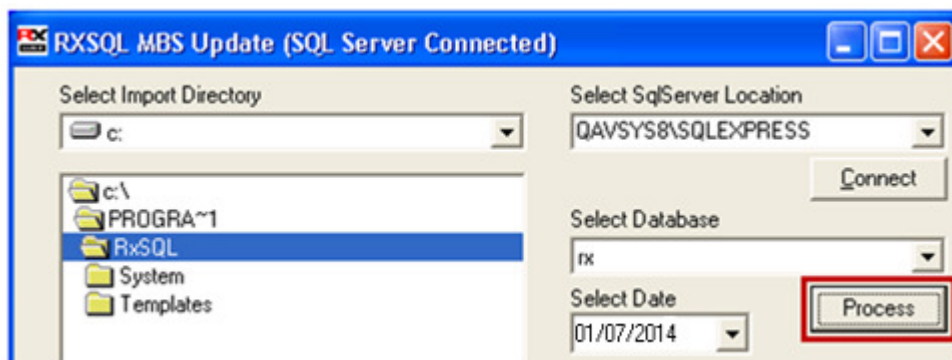 RX
RXSQL MBS Update (SQL Server Connected)
Select Import Directory
c:
c:\
PROGRA~1
RxSQL
System
Templates
Select SqlServer Location
QAVSYS8\SQLEXPRESS
Connect
Select Database
rx
Select Date
01/07/2014
Process